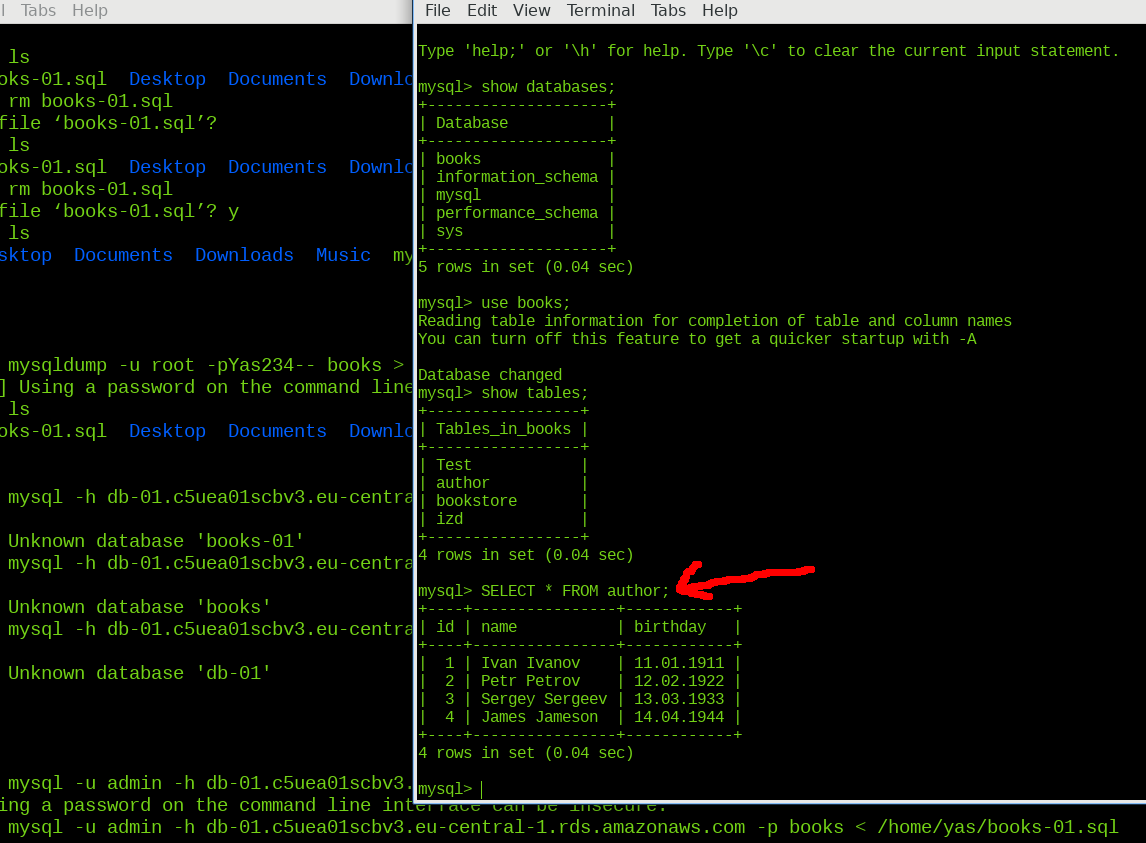 l Tabs Help
ls
oks-01.sql Desktop Documents Downlo
rm books-01.sql
file ‘books-01.sql’?
ls
oks-01.sql Desktop Documents Downlo
rm books-01.sql
file ‘books-01.sql’? y
ls
sktop Documents Downloads Music my
mysqldump -u root -pYas234-- books >
] Using a password on the command line
ls
oks-01.sql Desktop Documents Downlo
mysql -h db-01.c5uea01scbv3.eu-centra
Unknown database 'books-01'
mysql -h db-01.c5uea01scbv3.eu-centra
Unknown database 'books'
mysql -h db-01.c5uea01scbv3.eu-centra
Unknown database 'db-01'
mysql -u admin -h db-01.c5uea01scbv3.
ing a password on the command line interface can be insecure.
mysql -u admin -h db-01.c5uea01scbv3.eu-central-1.rds.amazonaws.com -p books < /home/yas/books-01.sql
File Edit View Terminal Tabs Help
Type 'help;' or '\h' for help. Type '\c' to clear the current input statement.
mysql> show databases;
+--------------------+
| Database           |
+--------------------+
| books              |
| information_schema |
| mysql              |
| performance_schema |
| sys                |
+--------------------+
5 rows in set (0.04 sec)
mysql> use books;
Reading table information for completion of table and column names
You can turn off this feature to get a quicker startup with -A
Database changed
mysql> show tables;
+-----------------+
| Tables_in_books |
+-----------------+
| Test            |
| author          |
| bookstore       |
| izd             |
+-----------------+
4 rows in set (0.04 sec)
mysql> SELECT * FROM author;
+----+----------------+------------+
| id | name           | birthday   |
+----+----------------+------------+
|  1 | Ivan Ivanov    | 11.01.1911 |
|  2 | Petr Petrov    | 12.02.1922 |
|  3 | Sergey Sergeev | 13.03.1933 |
|  4 | James Jameson  | 14.04.1944 |
+----+----------------+------------+
4 rows in set (0.04 sec)
mysql>